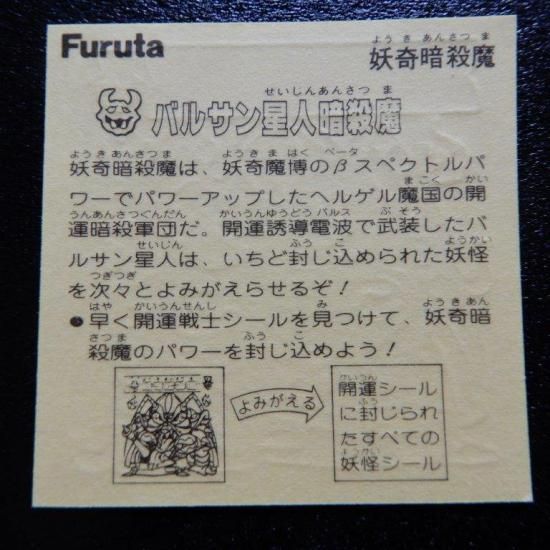 Furuta
ようきあんさつま
妖奇暗殺魔
せいじんあんさつま
バルサン星人暗殺魔
ようきあんさつま ようきまはく ベータ
妖奇暗殺魔は、妖奇魔博のβスペクトルパ
まこく かい
ワーでパワーアップしたヘルゲル魔国の開
うんあんさつぐんだん かいうんゆうどう パルス ぶそう
運暗殺軍団だ。開運誘導電波で武装したバ
せいじん ふう こ ようかい
ルサン星人は、いちど封じ込められた妖怪
つぎつぎ
を次々とよみがえらせるぞ!
はや かいうんせんし み ようきあん
●早く開運戦士シールを見つけて、妖奇暗
さつま ふう こ
殺魔のパワーを封じ込めよう!
よみがえる
かいうん
開運シール
ふう
に封じられ
たすべての
ようかい
妖怪シール